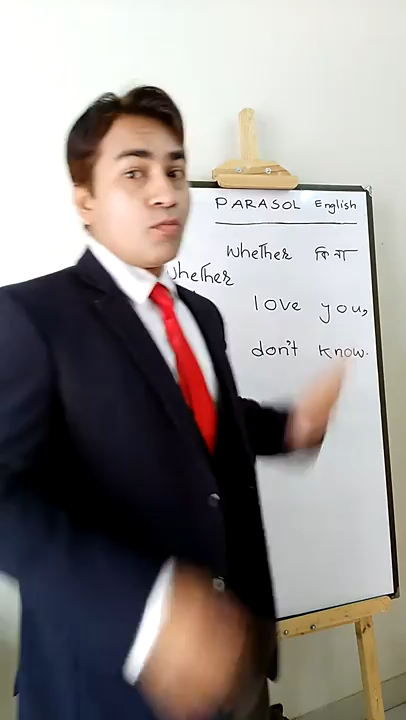 PARASOL English
Whether কি না
Whether
love you,
don't know.